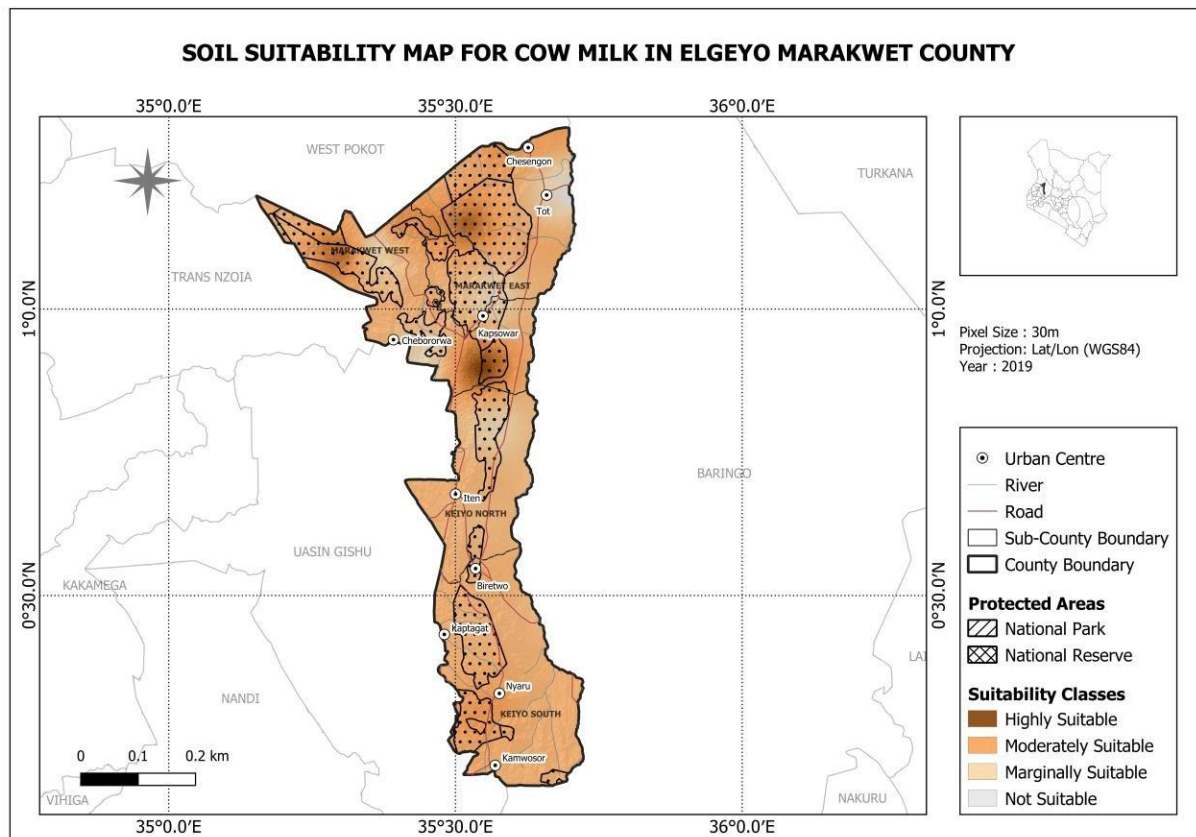 SOIL SUITABILITY MAP FOR COW MILK IN ELGEYO MARAKWET COUNTY
35°0.0′E
35°30.0′E
36°0.0′E
WEST POKOT
Chesengon
TURKANA
Tot
MARAKWET WEST
TRANS NZOIA
MARAKWET EAST
1°0.0′N
1°0.0′N
Kapsowar
Chebororwa
Pixel Size : 30m
Projection: Lat/Lon (WGS84)
Year : 2019
BARINGO
Iten
KEIYO NORTH
UASIN GISHU
Biretwo
KAKAMEGA
0°30.0′N
0°30.0′N
Kaptagat
LAI
NANDI
Nyaru
KEIYO SOUTH
Kamwosor
0 0.1 0.2 km
VIHIGA
NAKURU
35°0.0′E
35°30.0′E
36°0.0′E
Urban Centre
River
Road
Sub-County Boundary
County Boundary
Protected Areas
National Park
National Reserve
Suitability Classes
Highly Suitable
Moderately Suitable
Marginally Suitable
Not Suitable